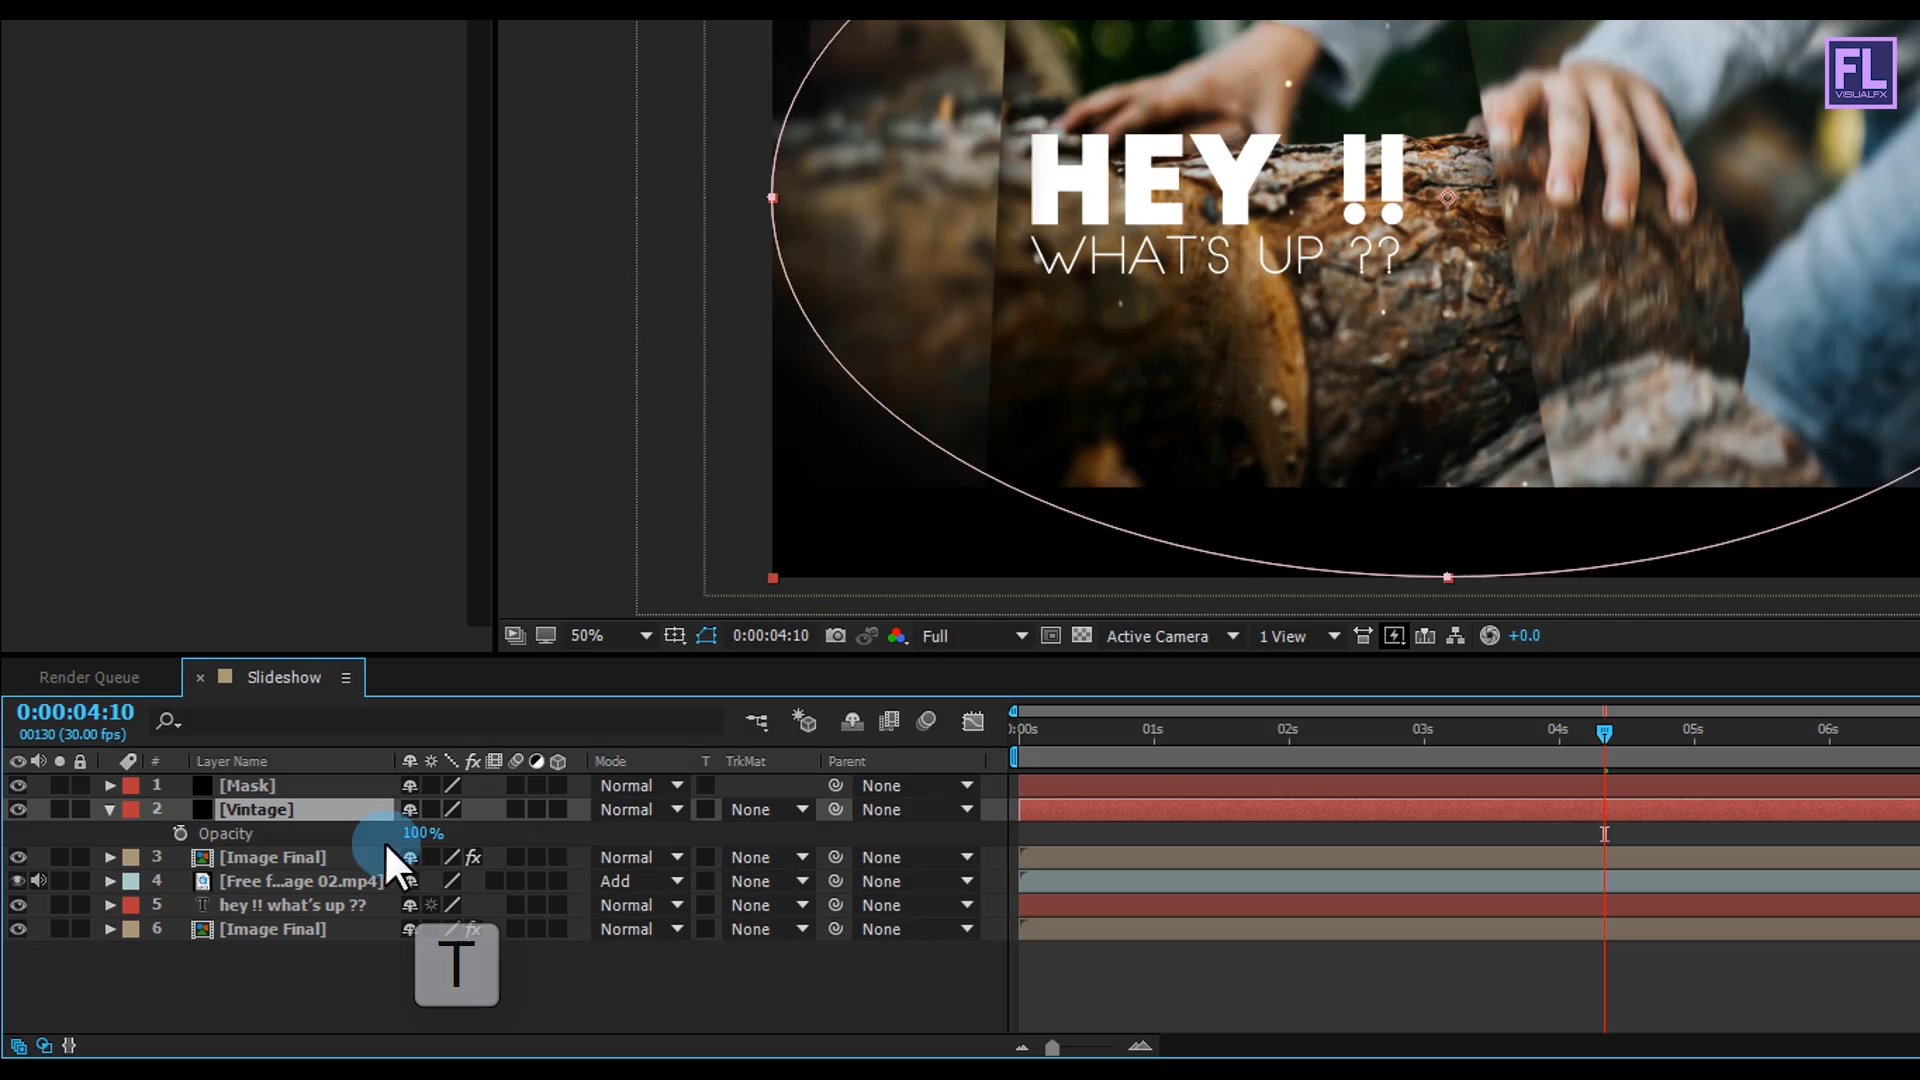 FL
VISUALFX
HEY !!
WHAT'S UP ??
50%
0:00:04:10
Full
Active Camera
1 View
+0.0
Render Queue
× Slideshow
0:00:04:10
00130 (30.00 fps)
:00s 01s 02s 03s 04s 05s 06s
# Layer Name fx Mode T TrkMat Parent
1 [Mask] Normal None
2 [Vintage] Normal None None
Opacity 100%
3 [Image Final] fx Normal None None
4 [Free f...age 02.mp4] Add None None
5 T hey !! what's up ?? Normal None None
6 [Image Final] fx Normal None None
T